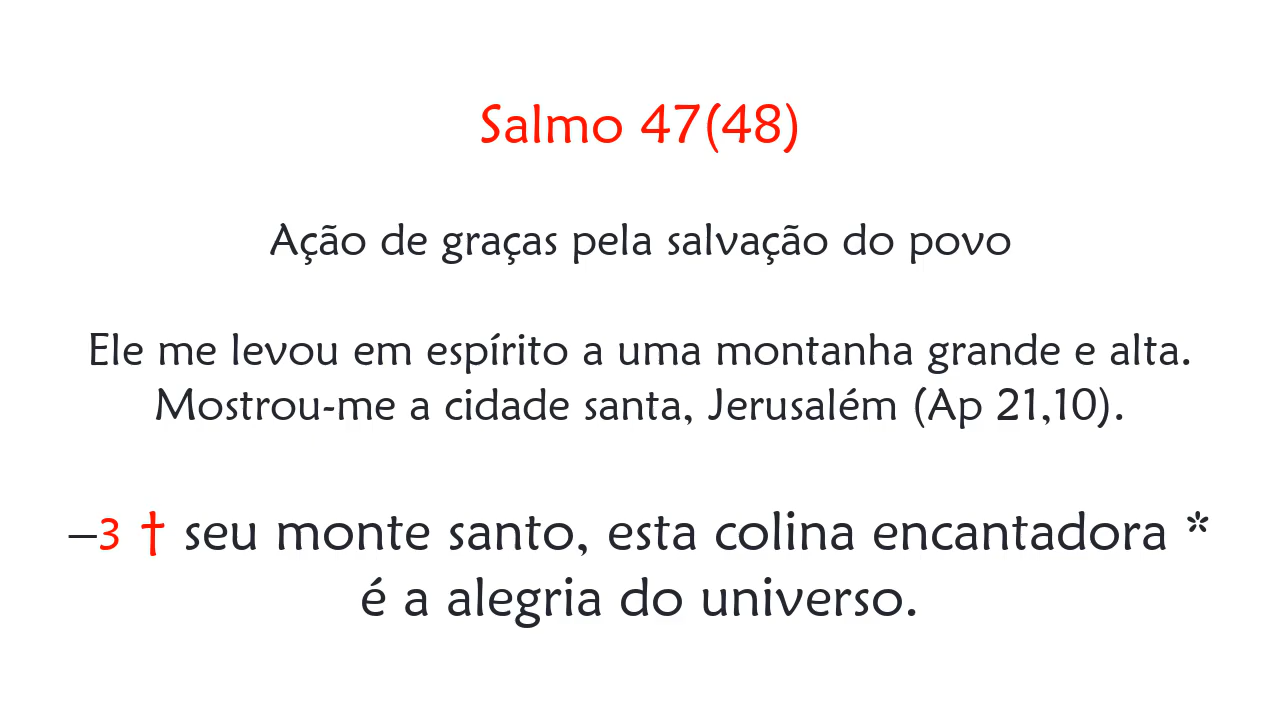 Salmo 47(48)
Ação de graças pela salvação do povo
Ele me levou em espírito a uma montanha grande e alta.
Mostrou-me a cidade santa, Jerusalém (Ap 21,10).
–3 † seu monte santo, esta colina encantadora *
é a alegria do universo.